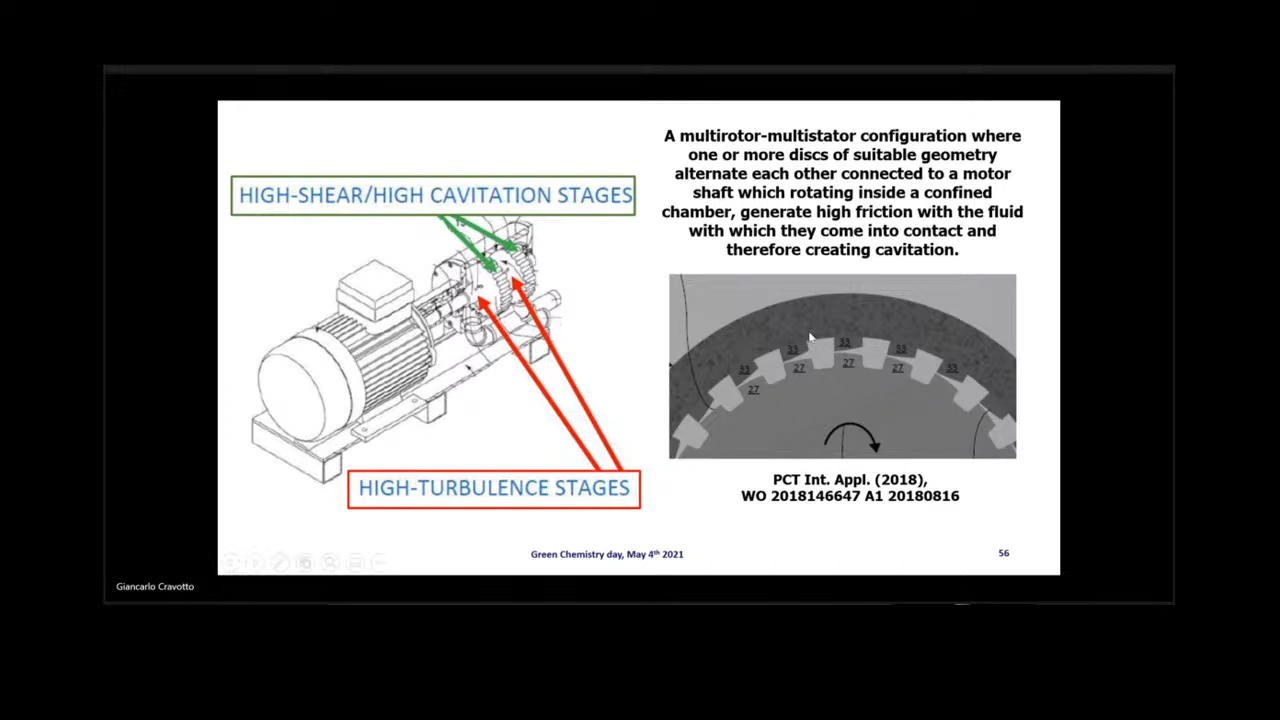 HIGH-SHEAR/HIGH CAVITATION STAGES
HIGH-TURBULENCE STAGES
A multirotor-multistator configuration where
one or more discs of suitable geometry
alternate each other connected to a motor
shaft which rotating inside a confined
chamber, generate high friction with the fluid
with which they come into contact and
therefore creating cavitation.
33 33 33 33 33
27 27 27 27
PCT Int. Appl. (2018),
WO 2018146647 A1 20180816
Green Chemistry day, May 4th 2021
56
Giancarlo Cravotto